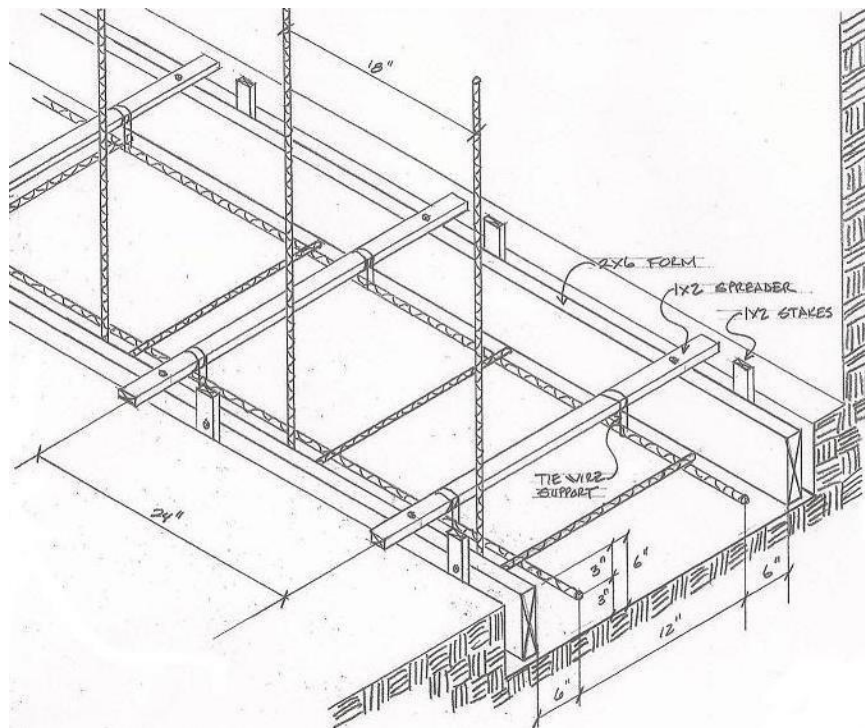 18"
2X6 FORM
1X2 SPREADER
1X2 STAKES
TIE WIRE
SUPPORT
24"
3"
6"
3"
6"
12"
6"